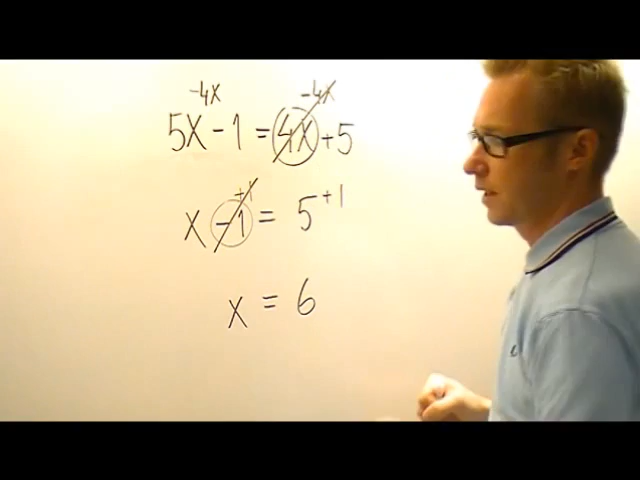 -4x -4x
5x - 1 = 4x + 5
+1 +1
x - 1 = 5
x = 6